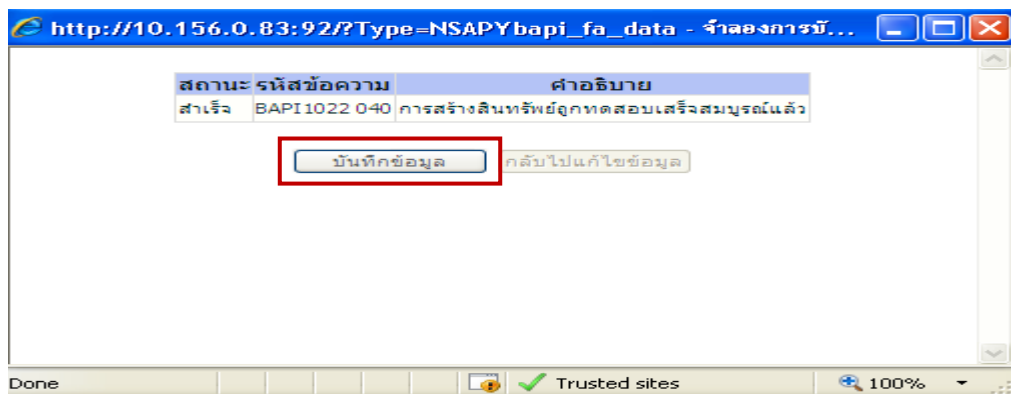 http://10.156.0.83:92/?Type=NSAPYbapi_fa_data - จำลองการบั...
สถานะ รหัสข้อความ คำอธิบาย
สำเร็จ BAPI1022 040 การสร้างสินทรัพย์ถูกทดสอบเสร็จสมบูรณ์แล้ว
บันทึกข้อมูล กลับไปแก้ไขข้อมูล
Done Trusted sites 100%